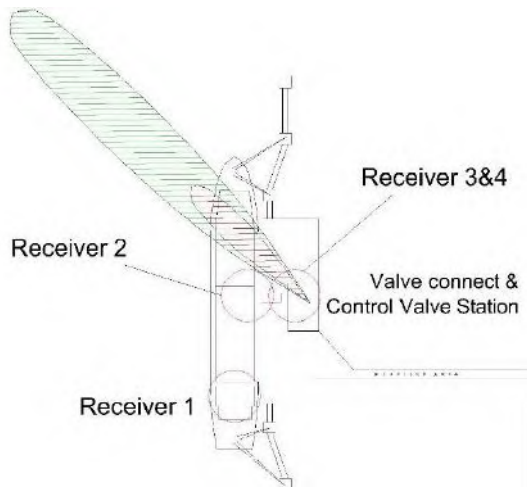 Receiver 3&4
Receiver 2
Valve connect &
Control Valve Station
Receiver 1